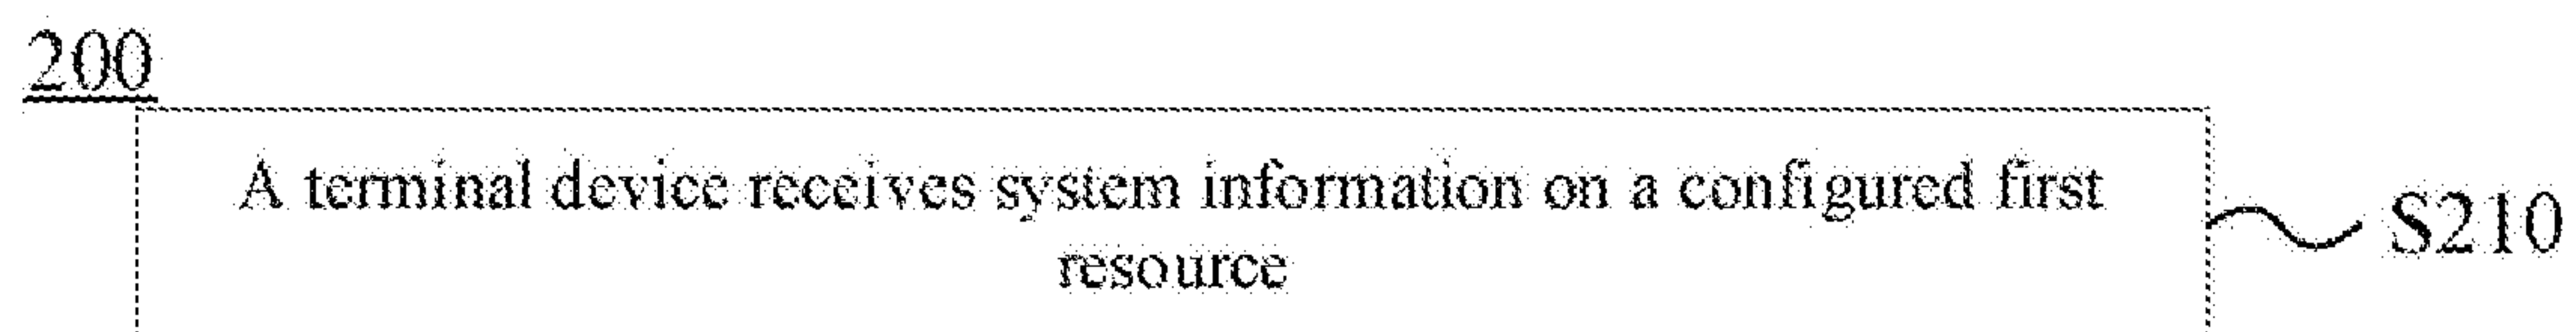 200
A terminal device receives system information on a configured first
resource
S210